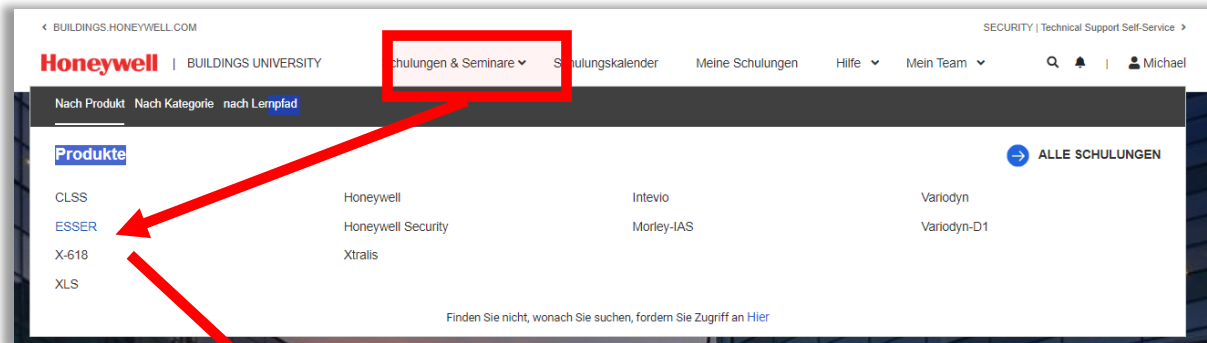 < BUILDINGS.HONEYWELL.COM SECURITY | Technical Support Self-Service >
Honeywell | BUILDINGS UNIVERSITY chulungen & Seminare Schulungskalender Meine Schulungen Hilfe Mein Team | Michael
Nach Produkt Nach Kategorie nach Lernpfad
Produkte ALLE SCHULUNGEN
CLSS Honeywell Intevio Variodyn
ESSER Honeywell Security Morley-IAS Variodyn-D1
X-618 Xtralis
XLS
Finden Sie nicht, wonach Sie suchen, fordern Sie Zugriff an Hier